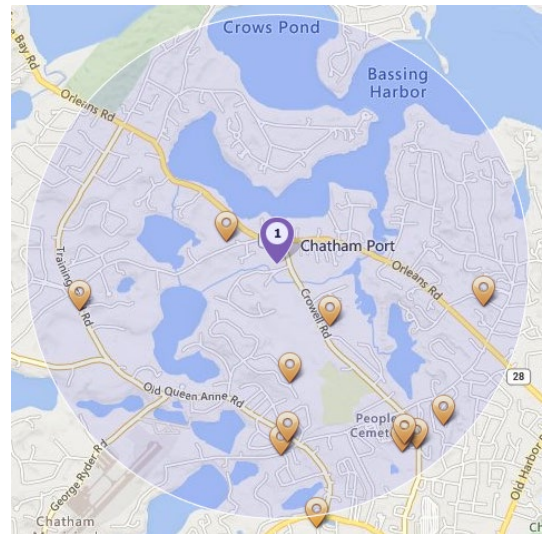 Crows Pond
Bassing
Harbor
Bay Rd
Orleans Rd
1
Chatham Port
Orleans Rd
Training Rd
Crowell Rd
28
Old Queen Anne Rd
People
Cemet
George Ryder Rd
Old Harbor
Chatham